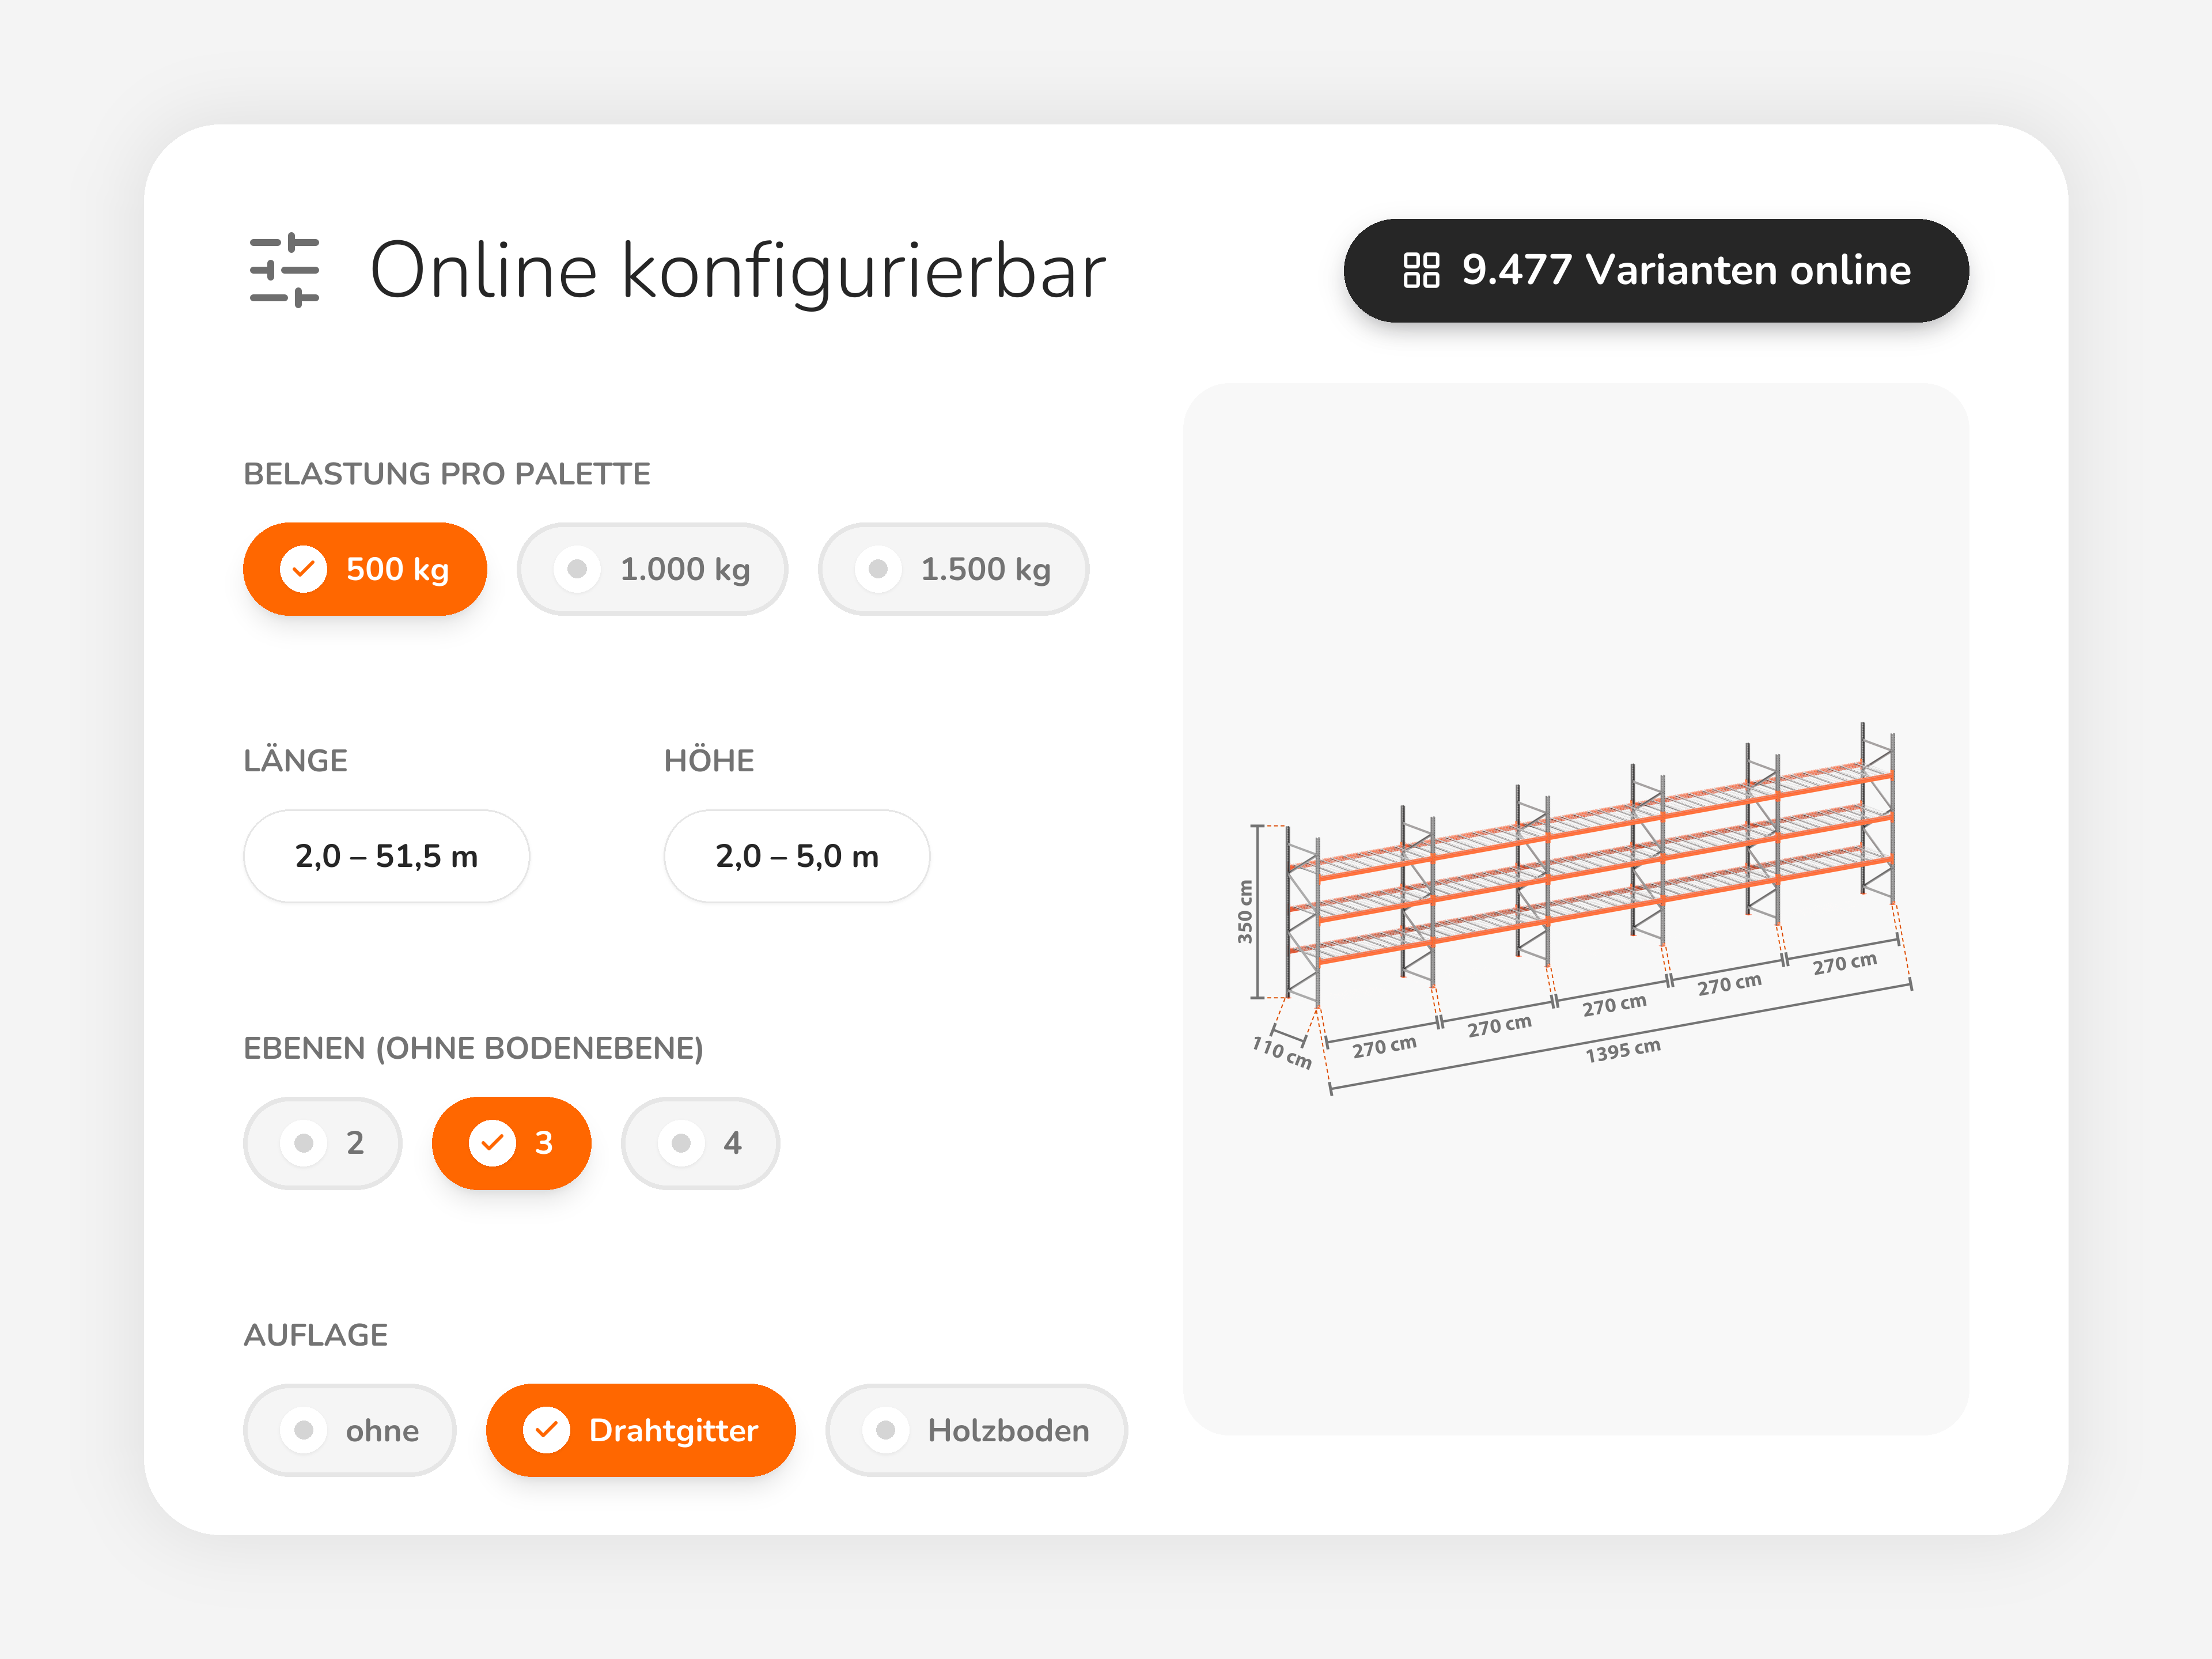 Online konfigurierbar
9.477 Varianten online
BELASTUNG PRO PALETTE
500 kg
1.000 kg
1.500 kg
LÄNGE
HÖHE
2,0 – 51,5 m
2,0 – 5,0 m
EBENEN (OHNE BODENEBENE)
2
3
4
AUFLAGE
ohne
Drahtgitter
Holzboden
350 cm
110 cm
270 cm
270 cm
270 cm
270 cm
270 cm
1395 cm